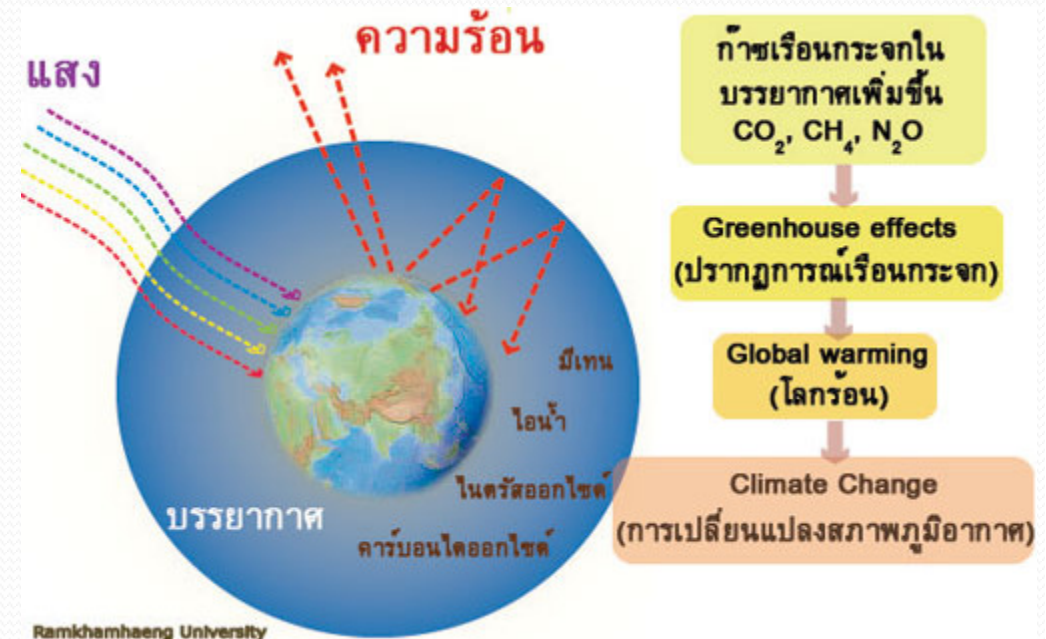 แสง
ความร้อน
มีเทน
ไอน้ำ
ไนตรัสออกไซด์
คาร์บอนไดออกไซด์
บรรยากาศ
Ramkhamhaeng University
ก๊าซเรือนกระจกใน
บรรยากาศเพิ่มขึ้น
CO₂, CH₄, N₂O
Greenhouse effects
(ปรากฏการณ์เรือนกระจก)
Global warming
(โลกร้อน)
Climate Change
(การเปลี่ยนแปลงสภาพภูมิอากาศ)